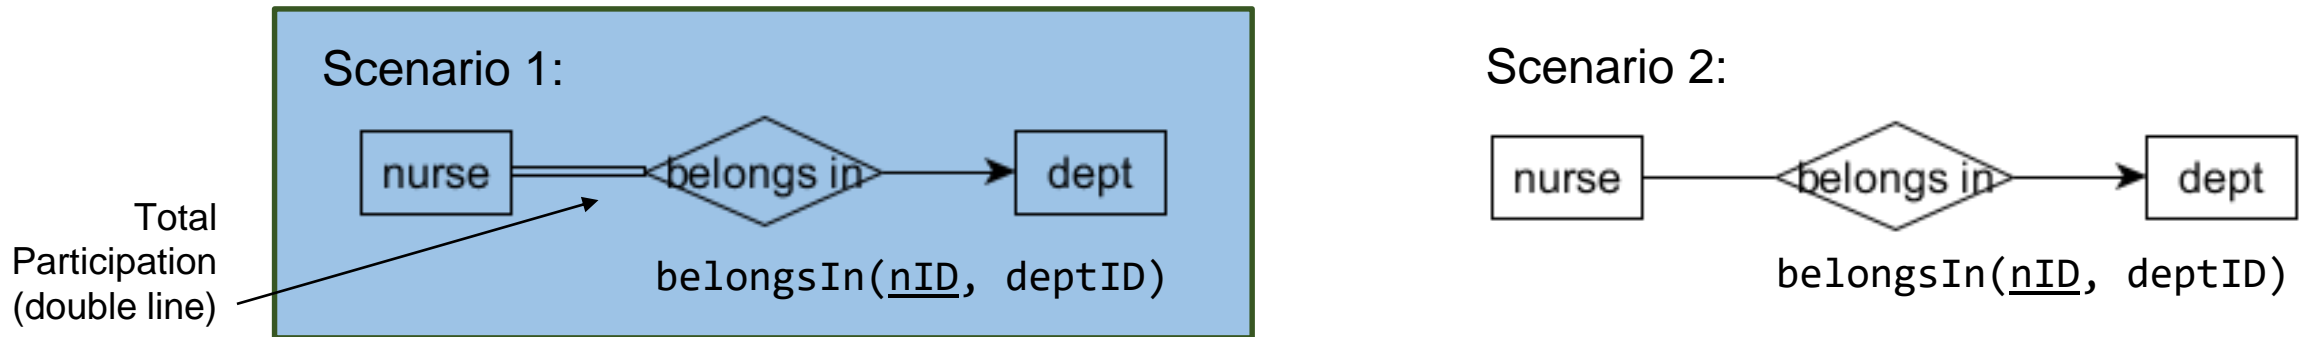 Scenario 1:
nurse
belongs in
dept
belongsIn(nID, deptID)
Total
Participation
(double line)
Scenario 2:
nurse
belongs in
dept
belongsIn(nID, deptID)